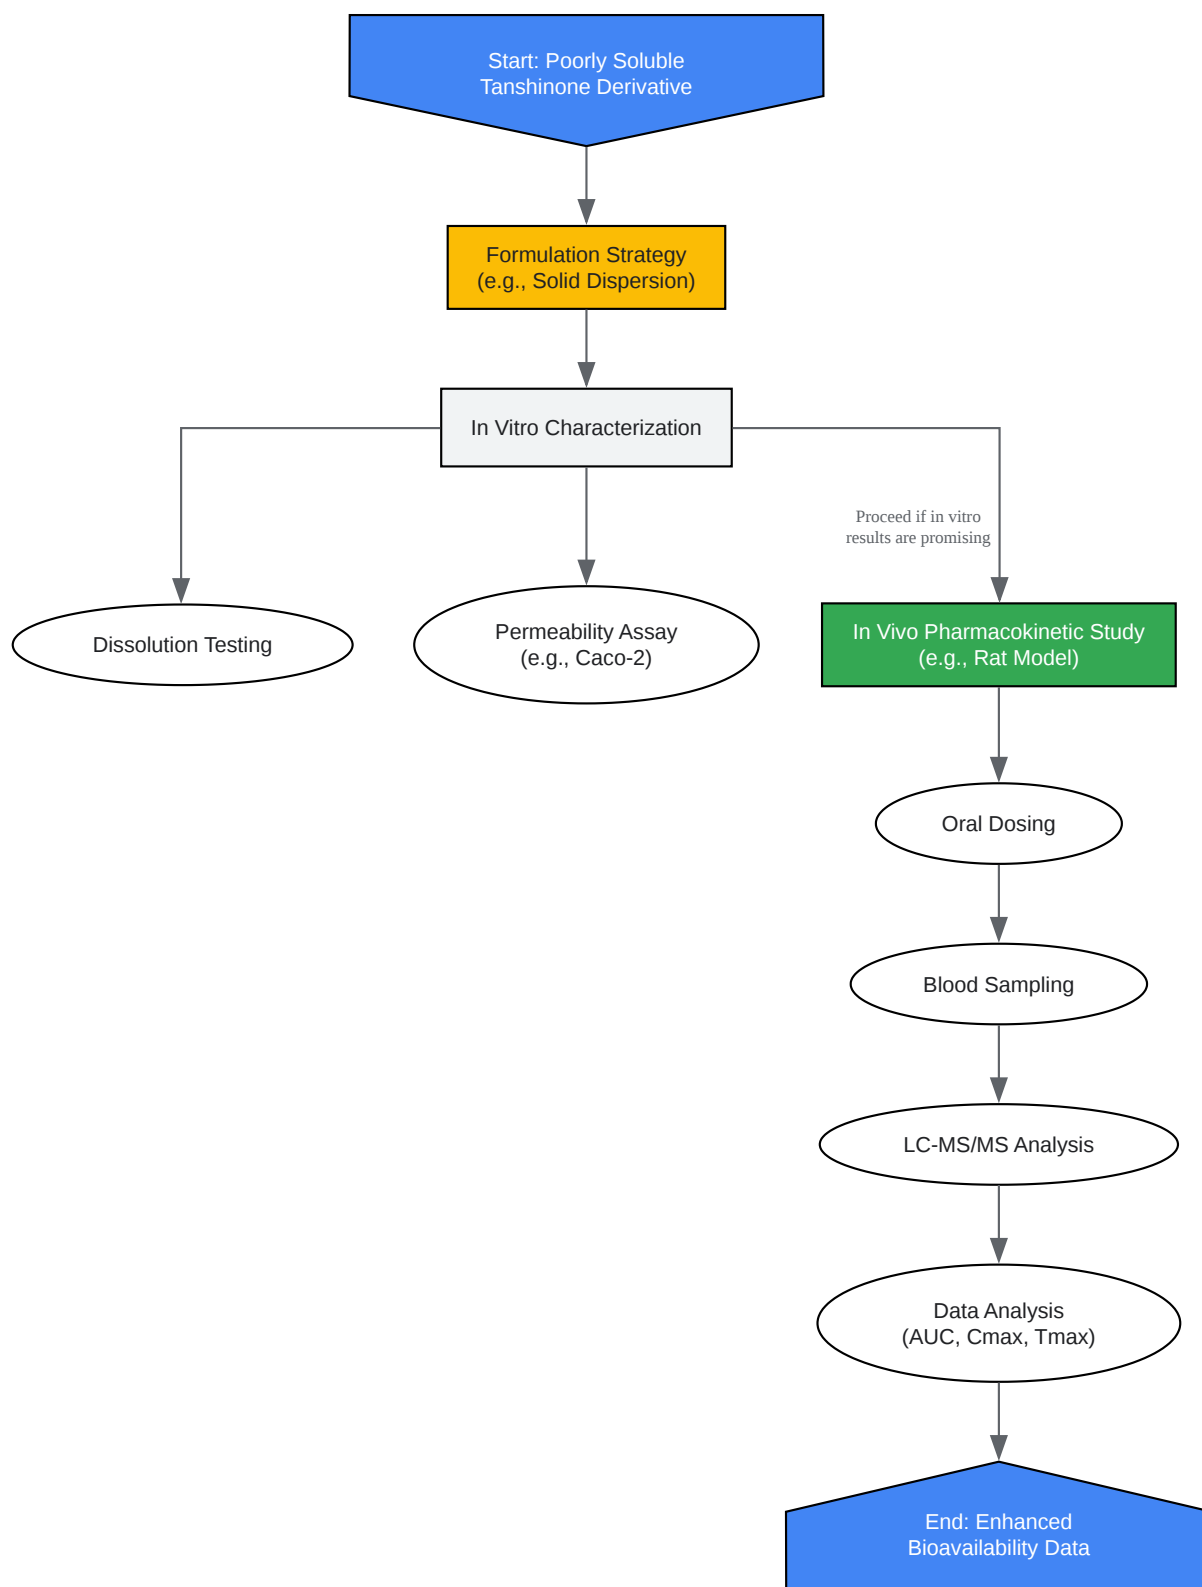 Start: Poorly Soluble
Tanshinone Derivative
Formulation Strategy
(e.g., Solid Dispersion)
In Vitro Characterization
Proceed if in vitro
results are promising
Dissolution Testing
Permeability Assay
(e.g., Caco-2)
In Vivo Pharmacokinetic Study
(e.g., Rat Model)
Oral Dosing
Blood Sampling
LC-MS/MS Analysis
Data Analysis
(AUC, Cmax, Tmax)
End: Enhanced
Bioavailability Data